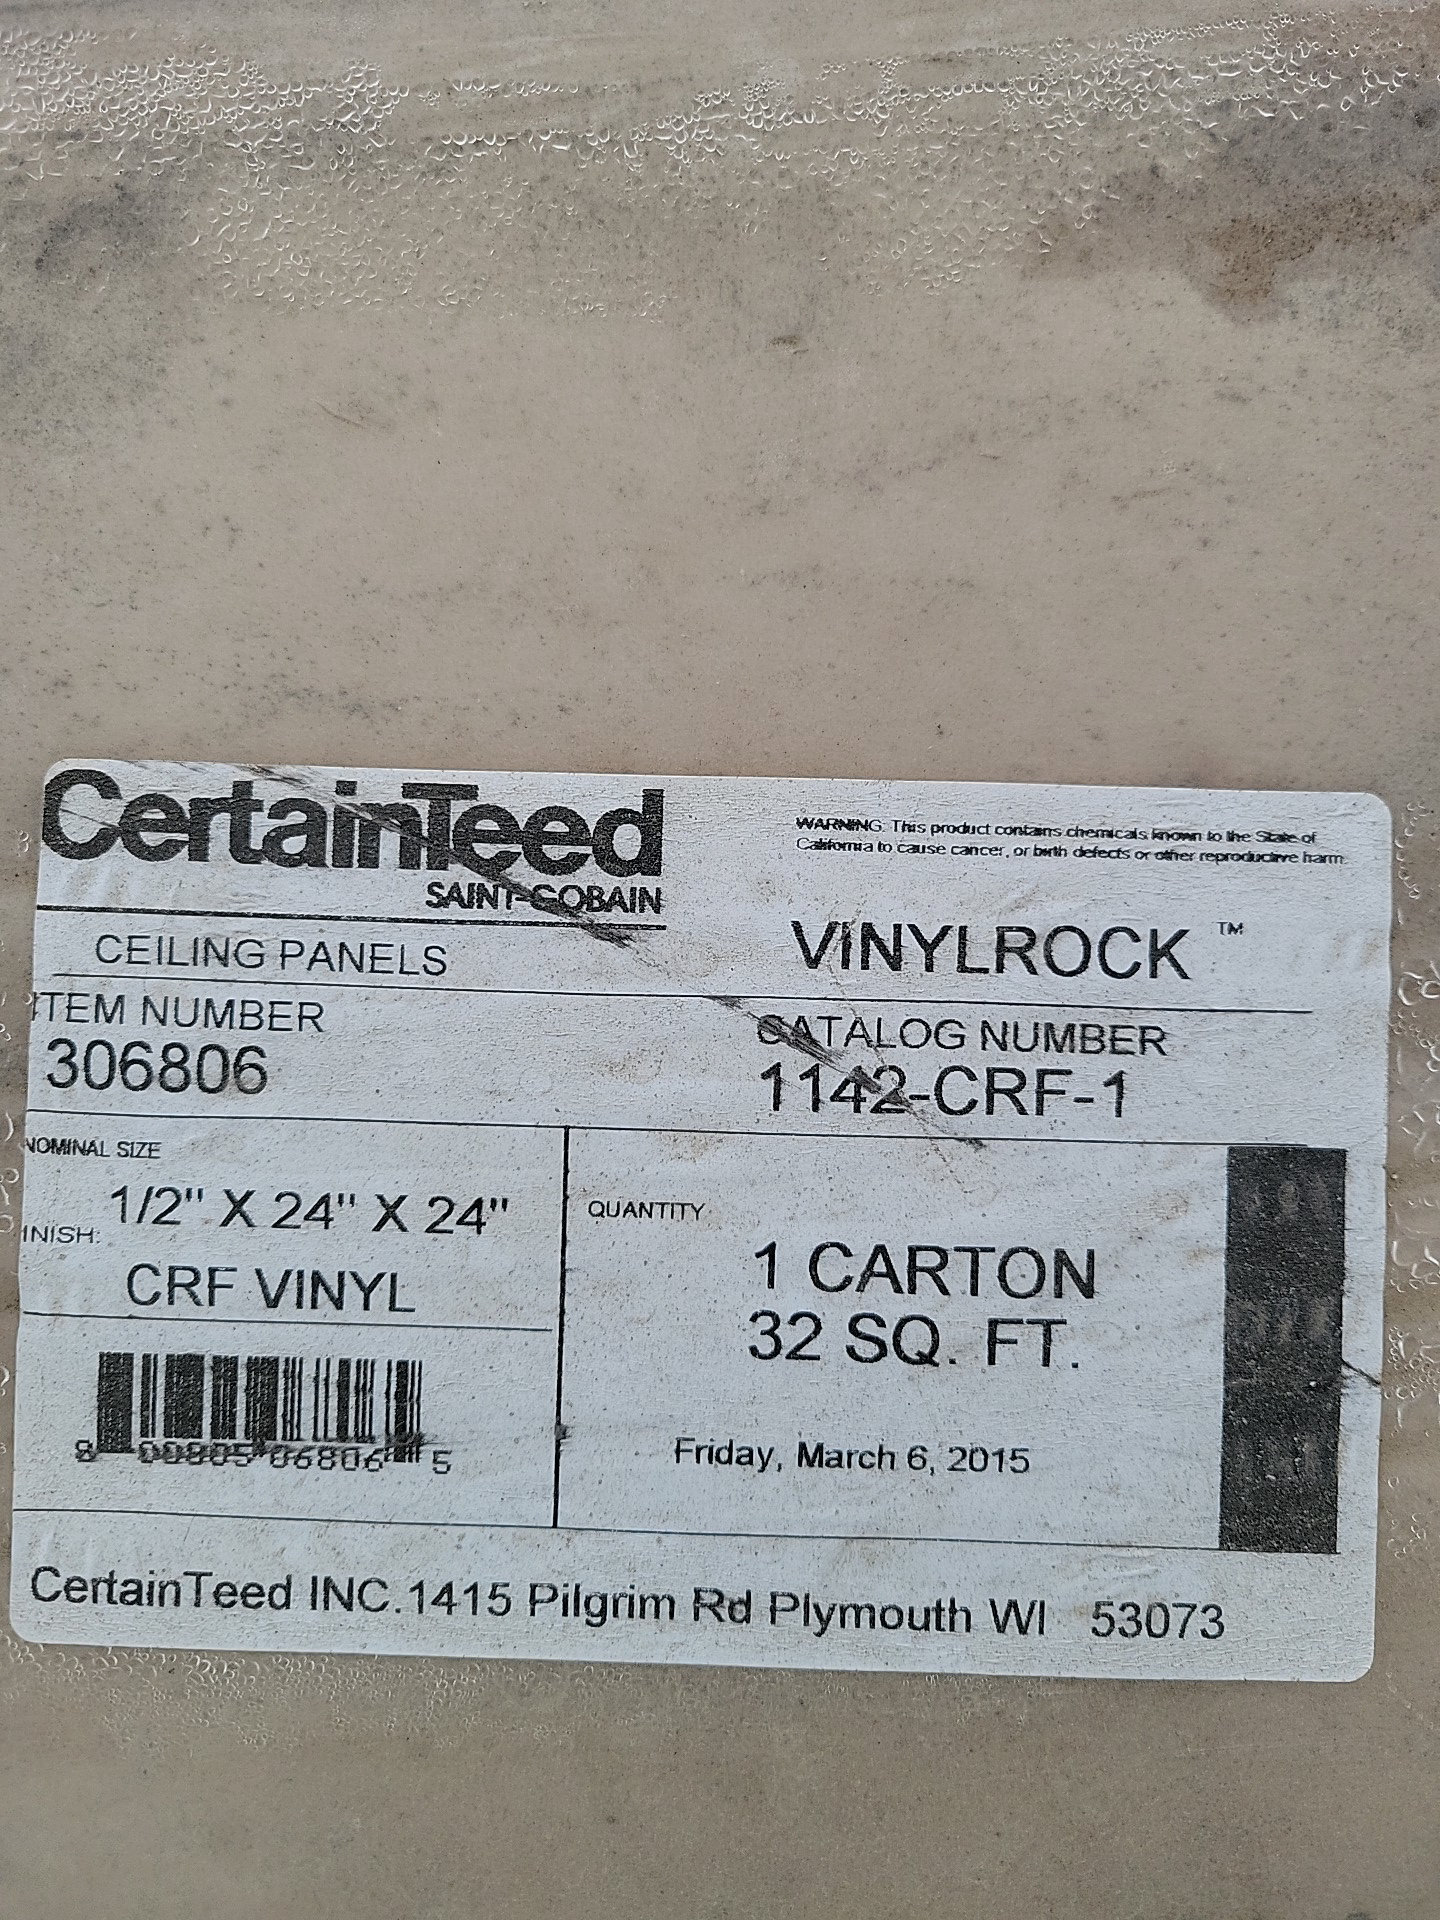 CertainTeed
SAINT-GOBAIN
WARNING: This product contains chemicals known to the State of
California to cause cancer, or birth defects or other reproductive harm.
CEILING PANELS
VINYLROCK ™
ITEM NUMBER
306806
CATALOG NUMBER
1142-CRF-1
NOMINAL SIZE
1/2" X 24" X 24"
INISH:
CRF VINYL
QUANTITY
1 CARTON
32 SQ. FT.
Friday, March 6, 2015
8 00805 06806 5
CertainTeed INC.1415 Pilgrim Rd Plymouth WI 53073